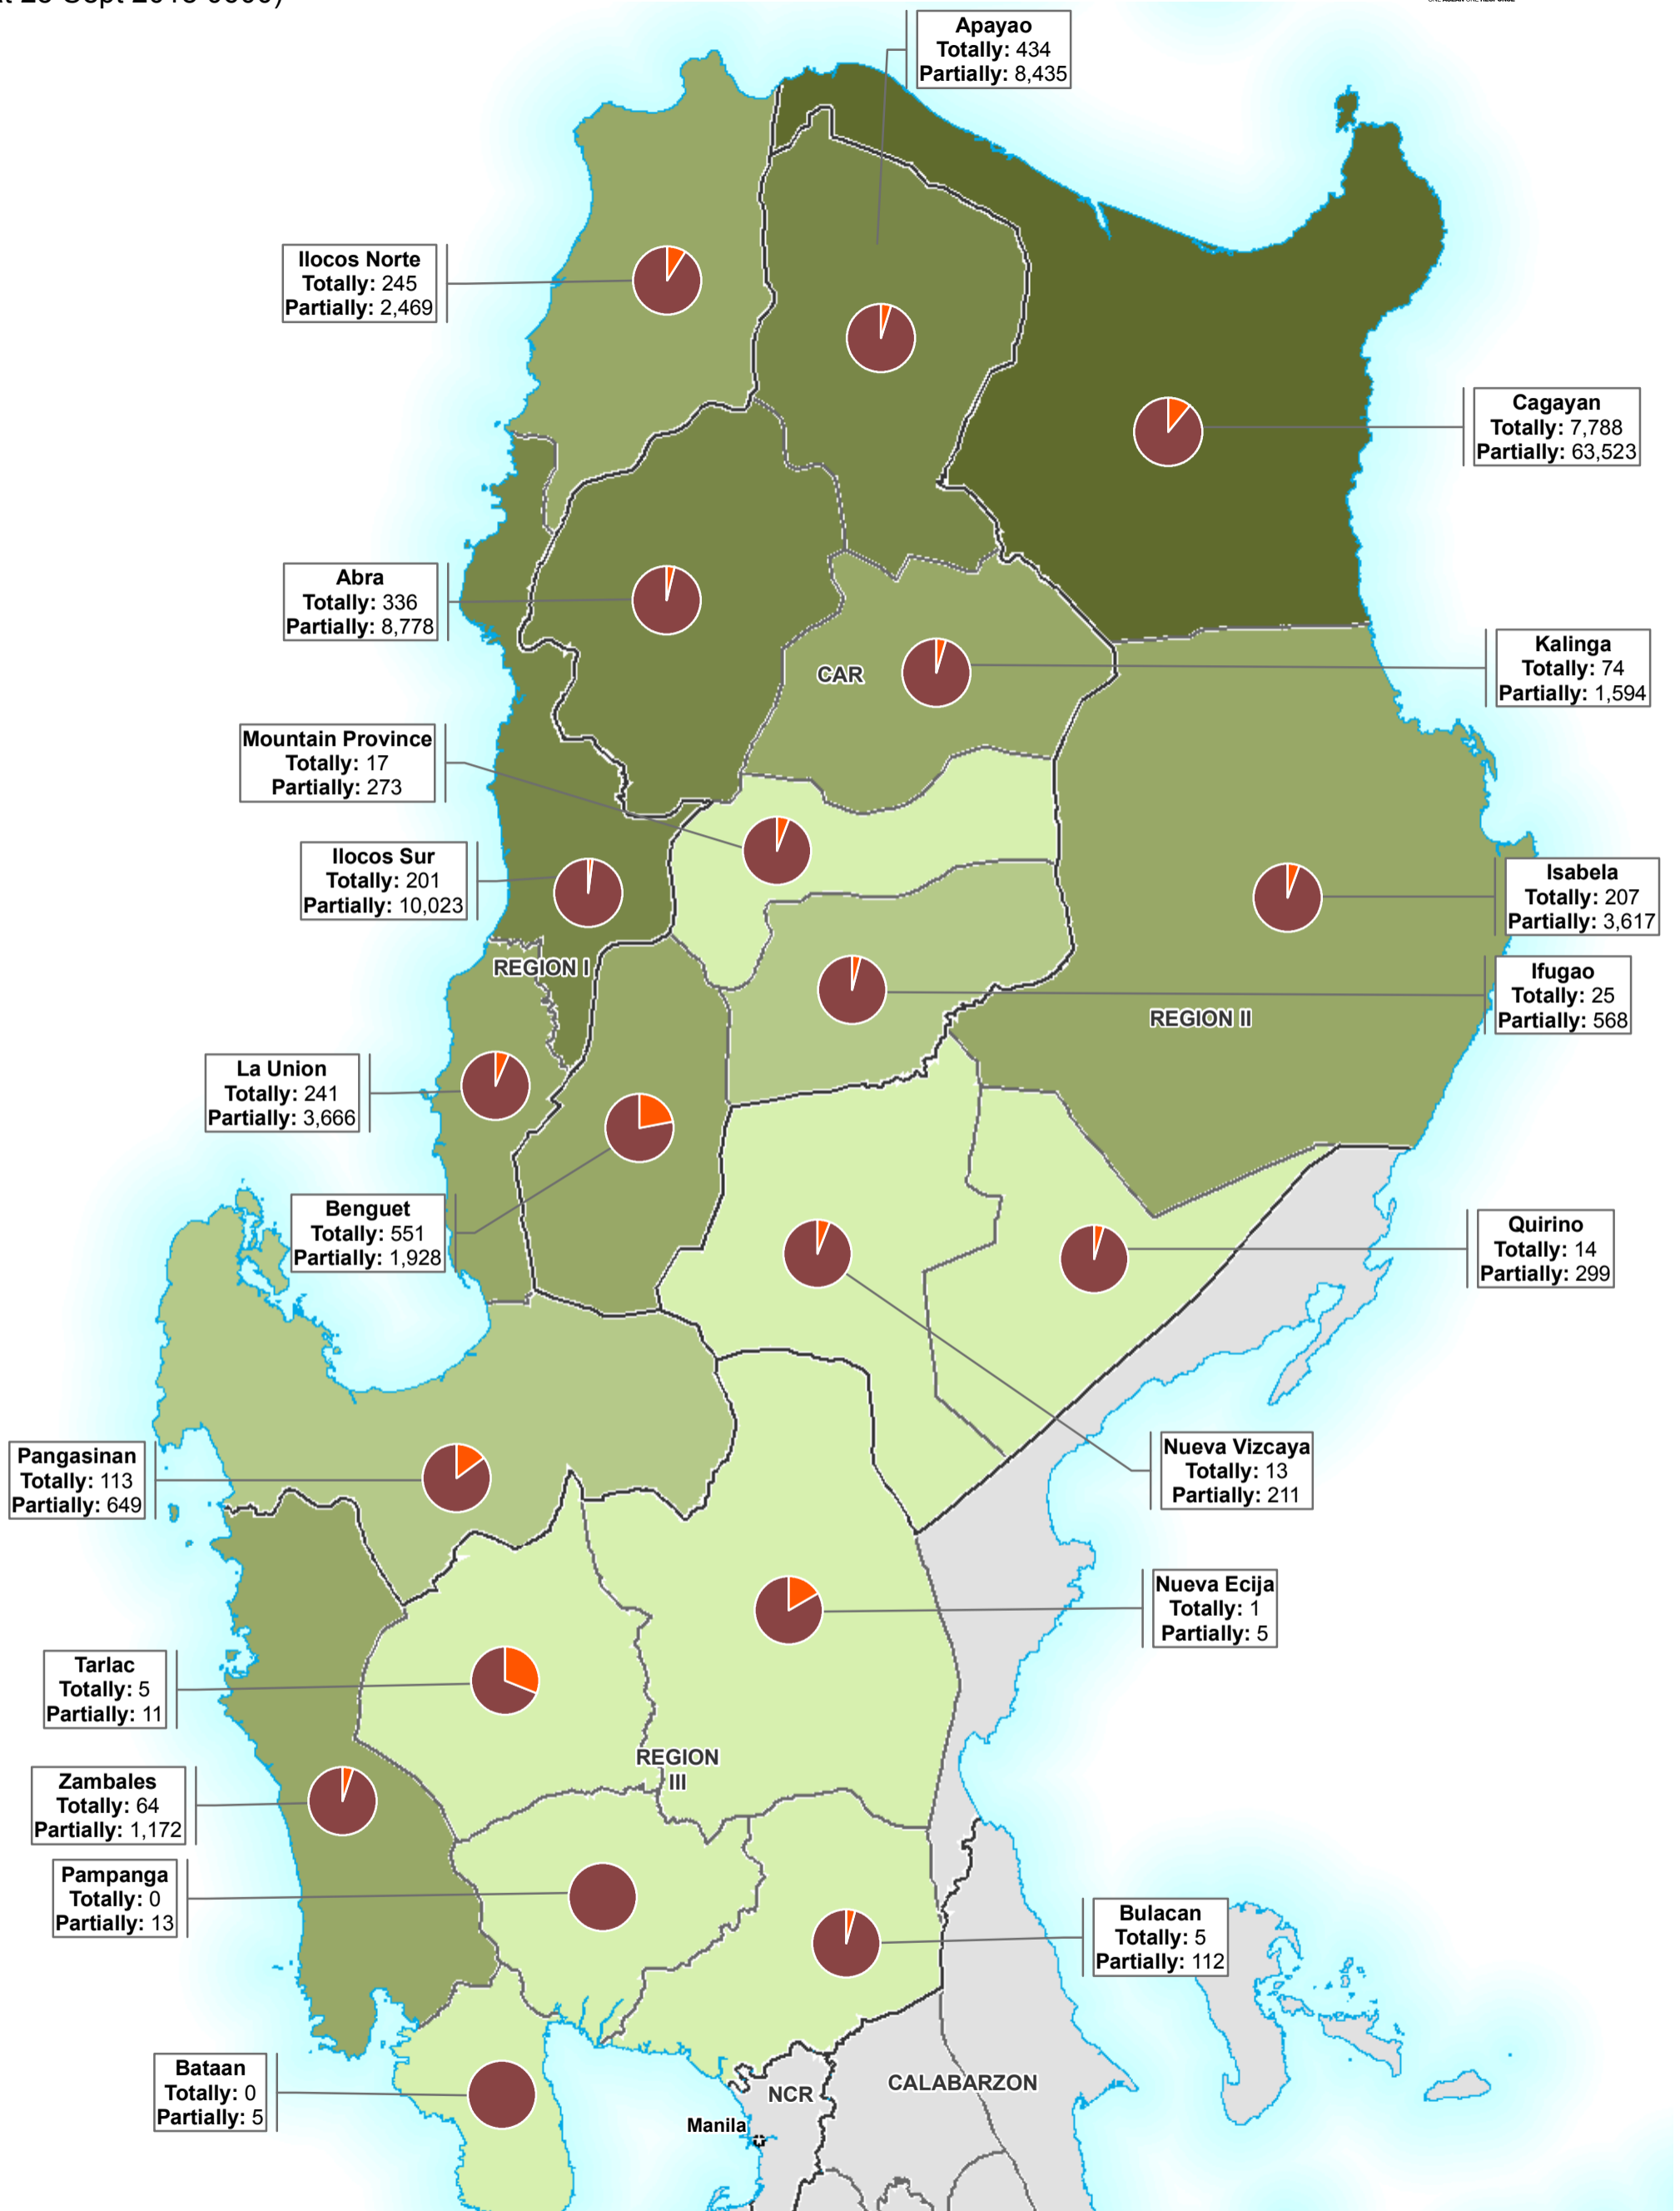 Apayao
Totally: 434
Partially: 8,435
Ilocos Norte
Totally: 245
Partially: 2,469
Cagayan
Totally: 7,788
Partially: 63,523
Abra
Totally: 336
Partially: 8,778
Kalinga
Totally: 74
Partially: 1,594
CAR
Mountain Province
Totally: 17
Partially: 273
Ilocos Sur
Totally: 201
Partially: 10,023
Isabela
Totally: 207
Partially: 3,617
REGION I
Ifugao
Totally: 25
Partially: 568
REGION II
La Union
Totally: 241
Partially: 3,666
Benguet
Totally: 551
Partially: 1,928
Quirino
Totally: 14
Partially: 299
Pangasinan
Totally: 113
Partially: 649
Nueva Vizcaya
Totally: 13
Partially: 211
Nueva Ecija
Totally: 1
Partially: 5
Tarlac
Totally: 5
Partially: 11
REGION
III
Zambales
Totally: 64
Partially: 1,172
Pampanga
Totally: 0
Partially: 13
Bulacan
Totally: 5
Partially: 112
Bataan
Totally: 0
Partially: 5
NCR
CALABARZON
Manila